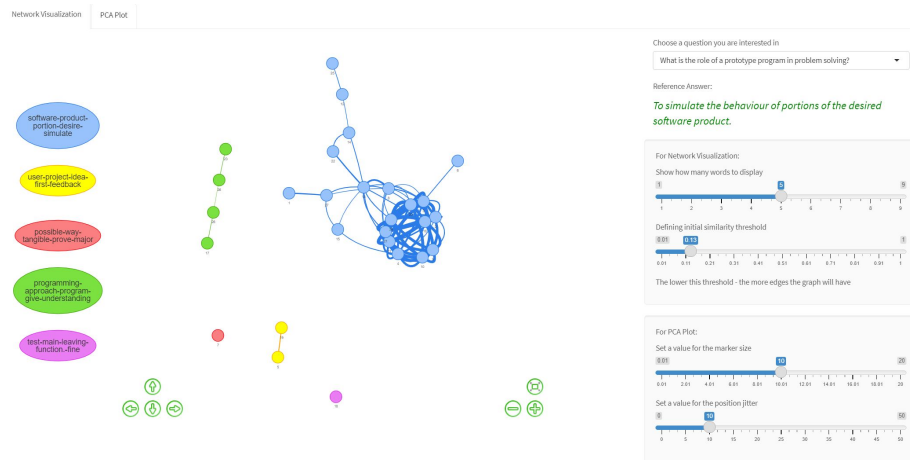 Network Visualization
PCA Plot
software-product-
portion-desire-
simulate
user-project-idea-
first-feedback
possible-way-
tangible-prove-major
programming-
approach-program-
give-understanding
test-main-leaving-
function.-fine
Choose a question you are interested in
What is the role of a prototype program in problem solving?
Reference Answer:
To simulate the behaviour of portions of the desired
software product.
For Network Visualization:
Show how many words to display
1 5 9
1 2 3 4 5 6 7 8 9
Defining initial similarity threshold
0.01 0.13 1
0.01 0.11 0.21 0.31 0.41 0.51 0.61 0.71 0.81 0.91 1
The lower this threshold - the more edges the graph will have
For PCA Plot:
Set a value for the marker size
0.01 10 20
0.01 2.01 4.01 6.01 8.01 10.01 12.01 14.01 16.01 18.01 20
Set a value for the position jitter
0 10 50
0 5 10 15 20 25 30 35 40 45 50